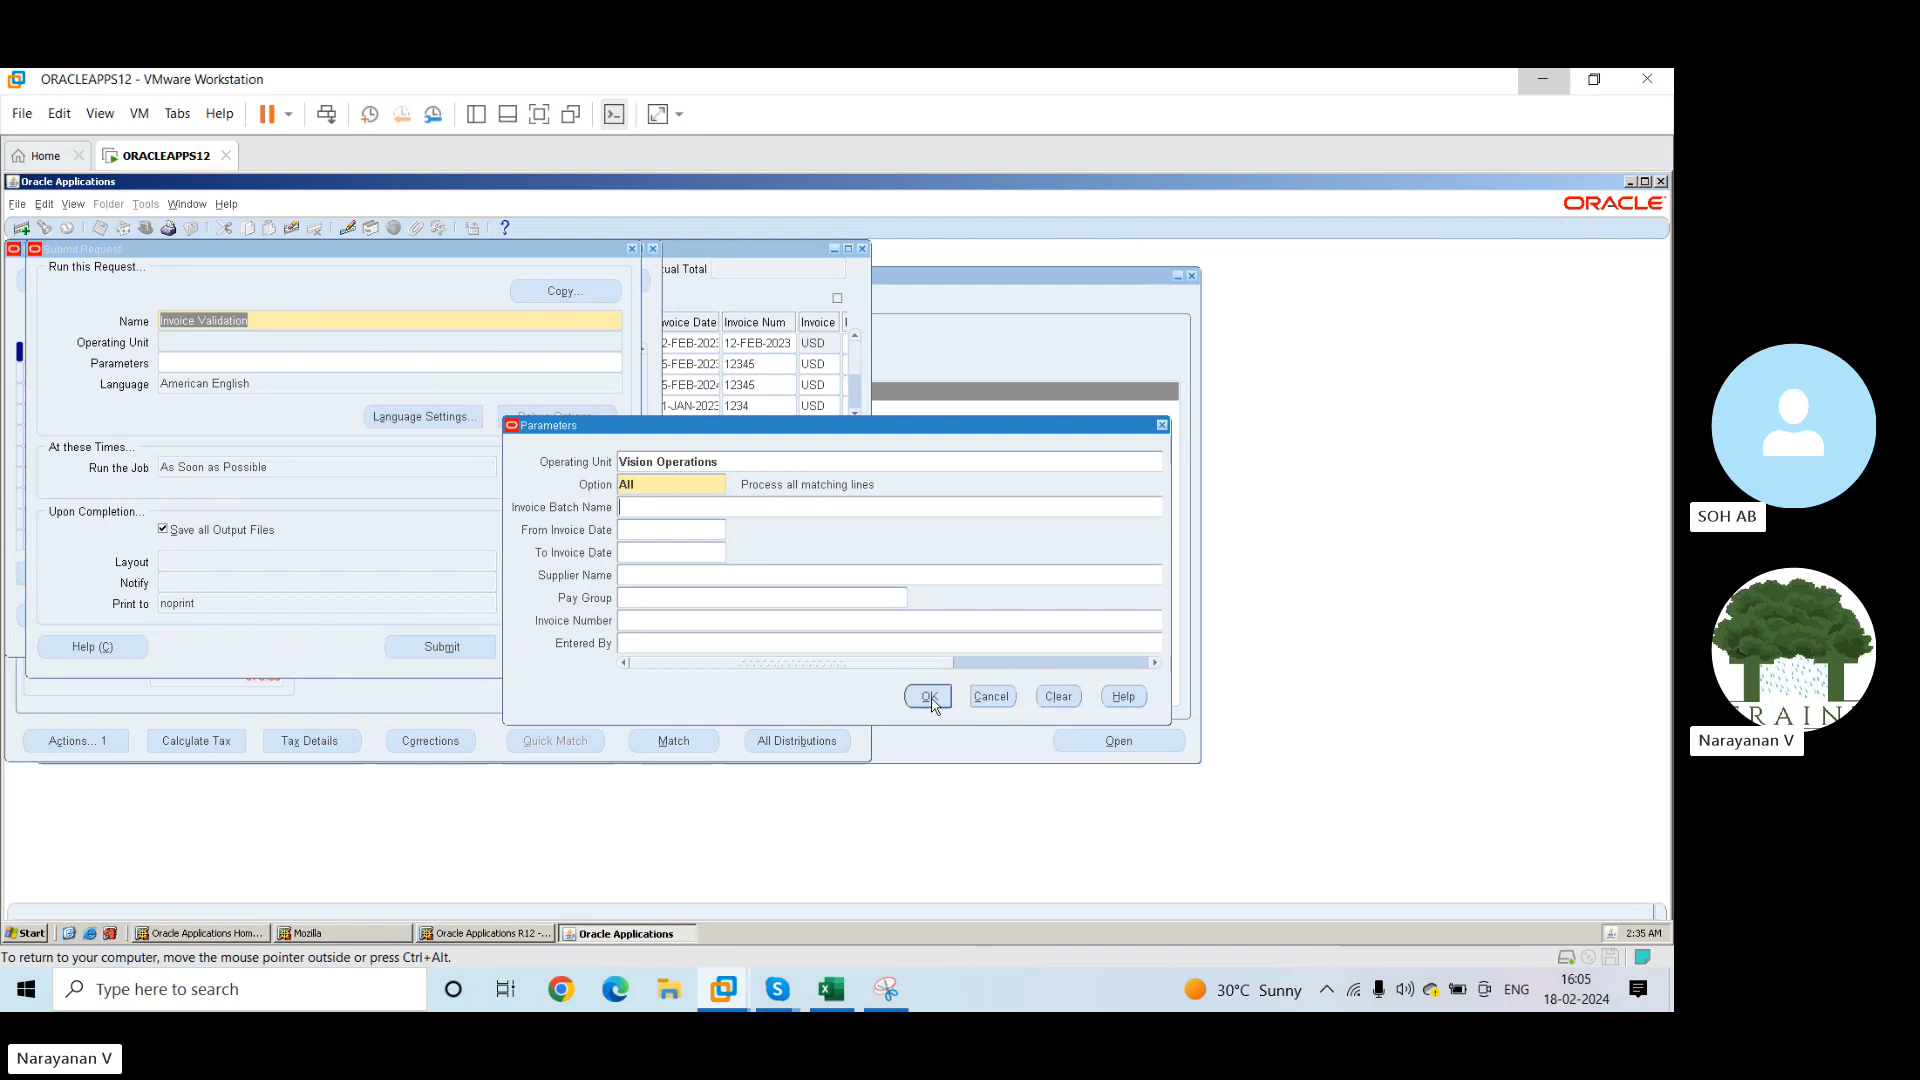 ORACLEAPPS12 - VMware Workstation
File Edit View VM Tabs Help
Home ORACLEAPPS12
Oracle Applications
File Edit View Folder Tools Window Help
ORACLE
Submit Request
Run this Request...
Copy...
Name Invoice Validation
Operating Unit
Parameters
Language American English
Language Settings...
At these Times...
Run the Job As Soon as Possible
Upon Completion...
Save all Output Files
Layout
Notify
Print to noprint
Help (C) Submit
Invoice Num Invoice
12-FEB-2023 USD
12345 USD
12345 USD
1234 USD
Parameters
Operating Unit Vision Operations
Option All Process all matching lines
Invoice Batch Name
From Invoice Date
To Invoice Date
Supplier Name
Pay Group
Invoice Number
Entered By
OK Cancel Clear Help
Actions... 1 Calculate Tax Tax Details Corrections Quick Match Match All Distributions Open
Start Oracle Applications Hom... Mozilla Oracle Applications R12 -... Oracle Applications 2:35 AM
To return to your computer, move the mouse pointer outside or press Ctrl+Alt.
Type here to search 30°C Sunny ENG 16:05
18-02-2024
SOH AB
Narayanan V
Narayanan V